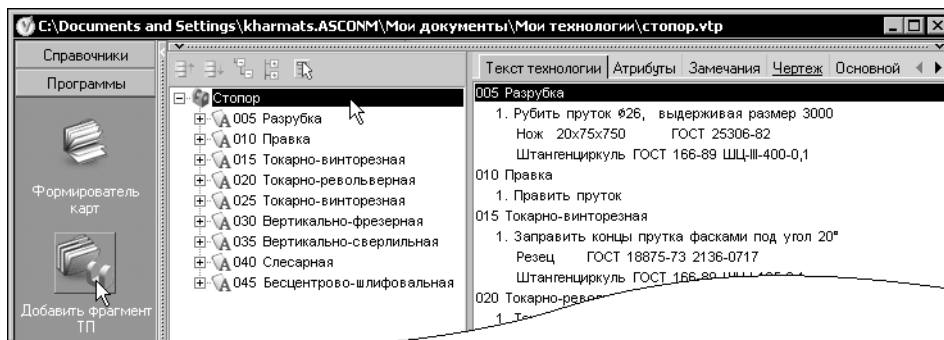 C:\Documents and Settings\kharmats.ASCONM\Мои документы\Мои технологии\стопор.vtp
Справочники
Программы
Формирователь
карт
Добавить фрагмент
ТП
Стопор
005 Разрубка
010 Правка
015 Токарно-винторезная
020 Токарно-револьверная
025 Токарно-винторезная
030 Вертикально-фрезерная
035 Вертикально-сверлильная
040 Слесарная
045 Бесцентрово-шлифовальная
Текст технологии Атрибуты Замечания Чертеж Основной
005 Разрубка
1. Рубить пруток ø26, выдерживая размер 3000
Нож 20х75х750 ГОСТ 25306-82
Штангенциркуль ГОСТ 166-89 ШЦ-III-400-0,1
010 Правка
1. Править пруток
015 Токарно-винторезная
1. Заправить концы прутка фасками под угол 20°
Резец ГОСТ 18875-73 2136-0717
Штангенциркуль ГОСТ 166-89
020
1.